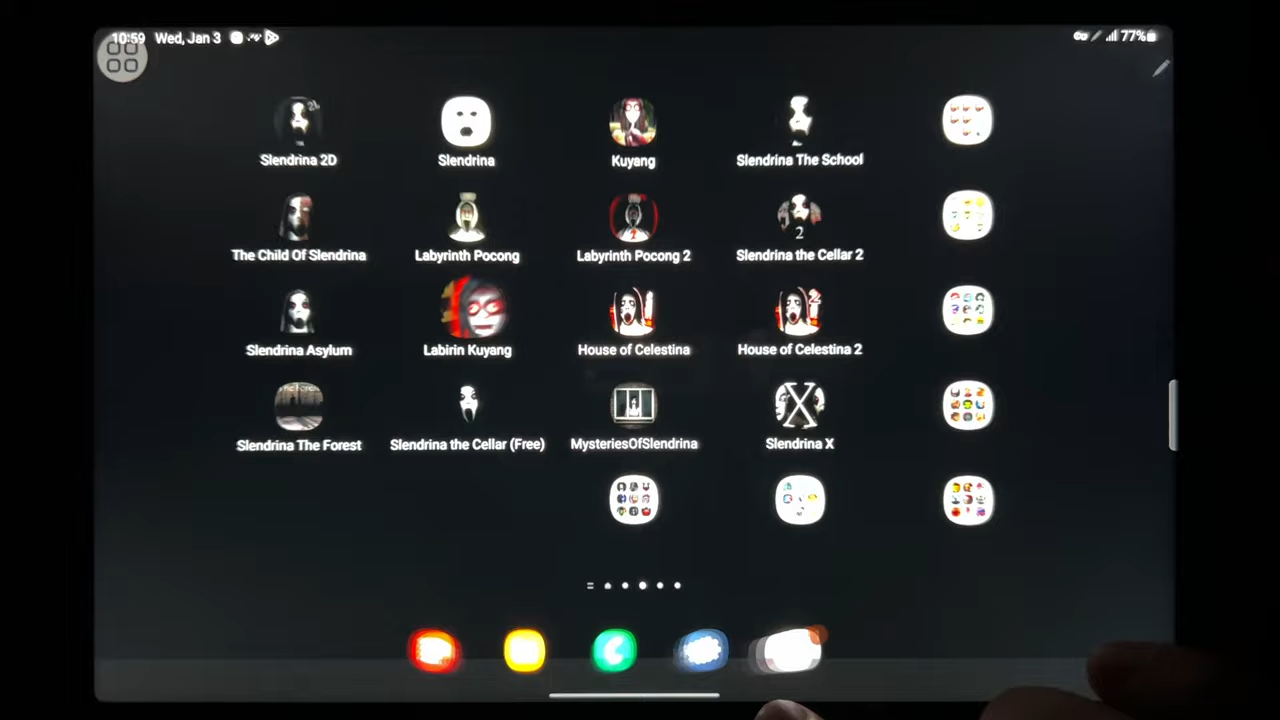 10:59 Wed, Jan 3 77%
Slendrina 2D Slendrina Kuyang Slendrina The School
The Child Of Slendrina Labyrinth Pocong Labyrinth Pocong 2 Slendrina the Cellar 2
2
Slendrina Asylum Labirin Kuyang House of Celestina House of Celestina 2
Slendrina The Forest Slendrina the Cellar (Free) MysteriesOfSlendrina Slendrina X